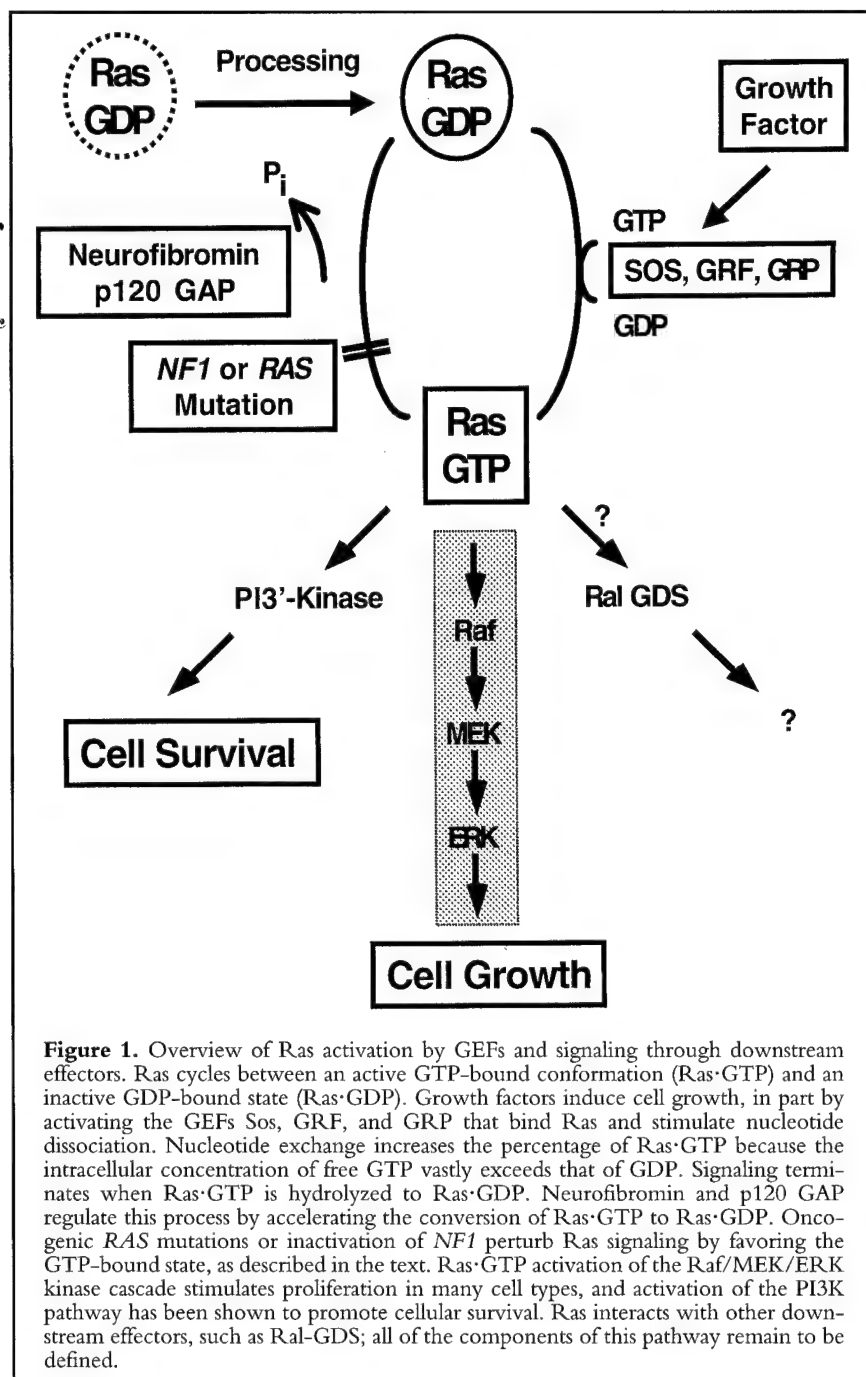 Ras
GDP
Processing
Ras
GDP
Growth
Factor
Pi
GTP
Neurofibromin
p120 GAP
SOS, GRF, GRP
GDP
NF1 or RAS
Mutation
Ras
GTP
?
PI3'-Kinase
Ral GDS
Raf
Cell Survival
MEK
?
ERK
Cell Growth
Figure 1. Overview of Ras activation by GEFs and signaling through downstream
effectors. Ras cycles between an active GTP-bound conformation (Ras·GTP) and an
inactive GDP-bound state (Ras·GDP). Growth factors induce cell growth, in part by
activating the GEFs Sos, GRF, and GRP that bind Ras and stimulate nucleotide
dissociation. Nucleotide exchange increases the percentage of Ras·GTP because the
intracellular concentration of free GTP vastly exceeds that of GDP. Signaling termi-
nates when Ras·GTP is hydrolyzed to Ras·GDP. Neurofibromin and p120 GAP
regulate this process by accelerating the conversion of Ras·GTP to Ras·GDP. Onco-
genic RAS mutations or inactivation of NF1 perturb Ras signaling by favoring the
GTP-bound state, as described in the text. Ras·GTP activation of the Raf/MEK/ERK
kinase cascade stimulates proliferation in many cell types, and activation of the PI3K
pathway has been shown to promote cellular survival. Ras interacts with other down-
stream effectors, such as Ral-GDS; all of the components of this pathway remain to be
defined.